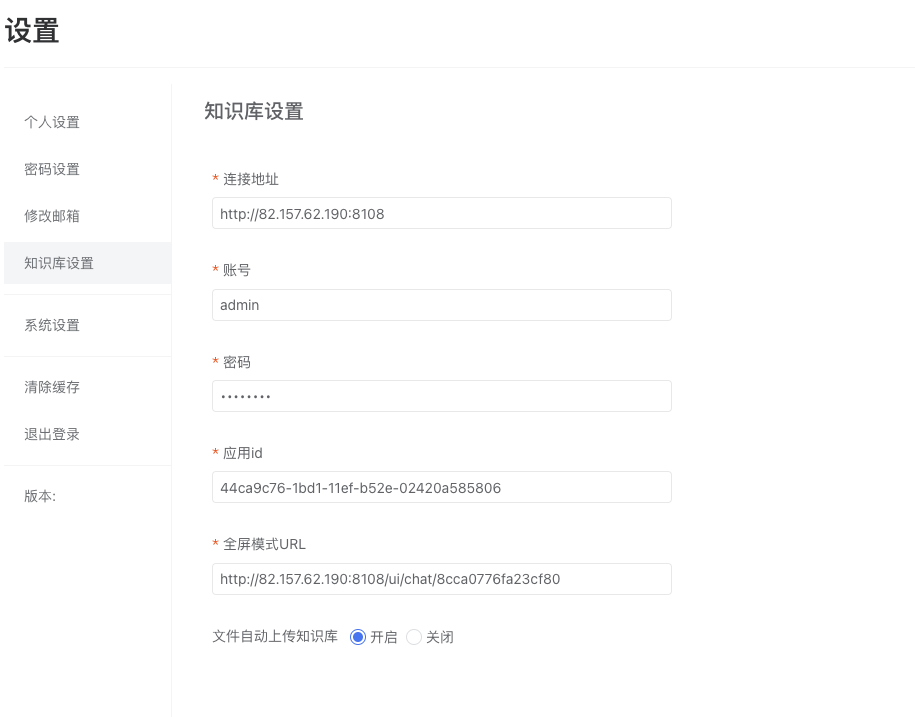 设置
个人设置
密码设置
修改邮箱
知识库设置
系统设置
清除缓存
退出登录
版本:
知识库设置
* 连接地址
http://82.157.62.190:8108
* 账号
admin
* 密码
••••••••
* 应用id
44ca9c76-1bd1-11ef-b52e-02420a585806
* 全屏模式URL
http://82.157.62.190:8108/ui/chat/8cca0776fa23cf80
文件自动上传知识库 开启 关闭